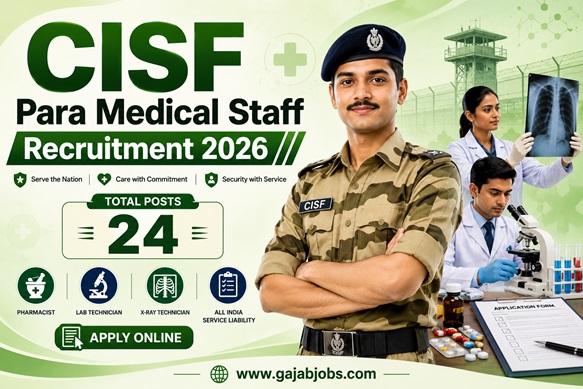 CISF
Para Medical Staff
Recruitment 2026
Serve the Nation
Care with Commitment
Security with Service
TOTAL POSTS
24
PHARMACIST
LAB TECHNICIAN
X-RAY TECHNICIAN
ALL INDIA
SERVICE LIABILITY
APPLY ONLINE
CISF
APPLICATION FORM
www.gajabjobs.com